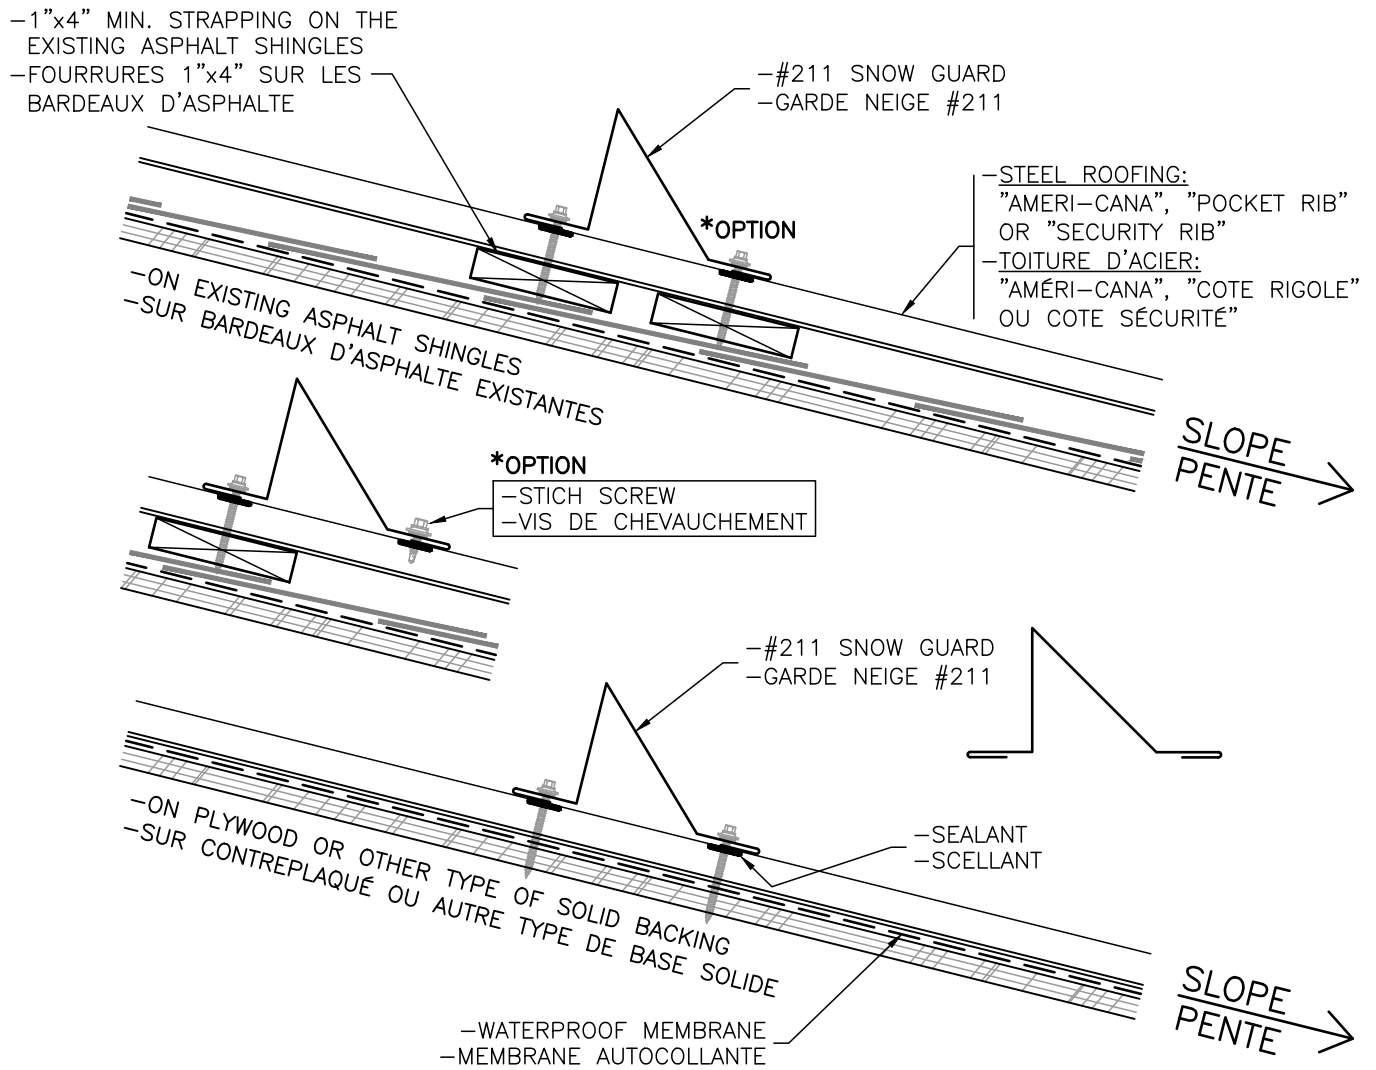 -1"x4" MIN. STRAPPING ON THE
EXISTING ASPHALT SHINGLES
-FOURRURES 1"x4" SUR LES
BARDEAUX D'ASPHALTE
-#211 SNOW GUARD
-GARDE NEIGE #211
*OPTION
-STEEL ROOFING:
"AMERI-CANA", "POCKET RIB"
OR "SECURITY RIB"
-TOITURE D'ACIER:
"AMÉRI-CANA", "COTE RIGOLE"
OU COTE SÉCURITÉ"
-ON EXISTING ASPHALT SHINGLES
-SUR BARDEAUX D'ASPHALTE EXISTANTES
SLOPE
PENTE
*OPTION
-STICH SCREW
-VIS DE CHEVAUCHEMENT
-#211 SNOW GUARD
-GARDE NEIGE #211
-SEALANT
-SCELLANT
-ON PLYWOOD OR OTHER TYPE OF SOLID BACKING
-SUR CONTREPLAQUÉ OU AUTRE TYPE DE BASE SOLIDE
SLOPE
PENTE
-WATERPROOF MEMBRANE
-MEMBRANE AUTOCOLLANTE